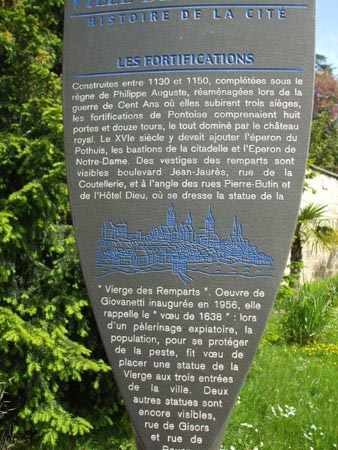 HISTOIRE DE LA CITÉ
LES FORTIFICATIONS
Construites entre 1130 et 1150, complétées sous le
règne de Philippe Auguste, réaménagées lors de la
guerre de Cent Ans où elles subirent trois sièges,
les fortifications de Pontoise comprenaient huit
portes et douze tours, le tout dominé par le château
royal. Le XVIe siècle y devait ajouter l'éperon du
Pothuis, les bastions de la citadelle et l'Eperon de
Notre-Dame. Des vestiges des remparts sont
visibles boulevard Jean-Jaurès, rue de la
Coutellerie, et à l'angle des rues Pierre-Butin et
de l'Hôtel Dieu, où se dresse la statue de la
" Vierge des Remparts ". Oeuvre de
Giovanetti inaugurée en 1956, elle
rappelle le " vœu de 1638 " : lors
d'un pèlerinage expiatoire, la
population, pour se protéger
de la peste, fit vœu de
placer une statue de la
Vierge aux trois entrées
de la ville. Deux
autres statues sont
encore visibles,
rue de Gisors
et rue de